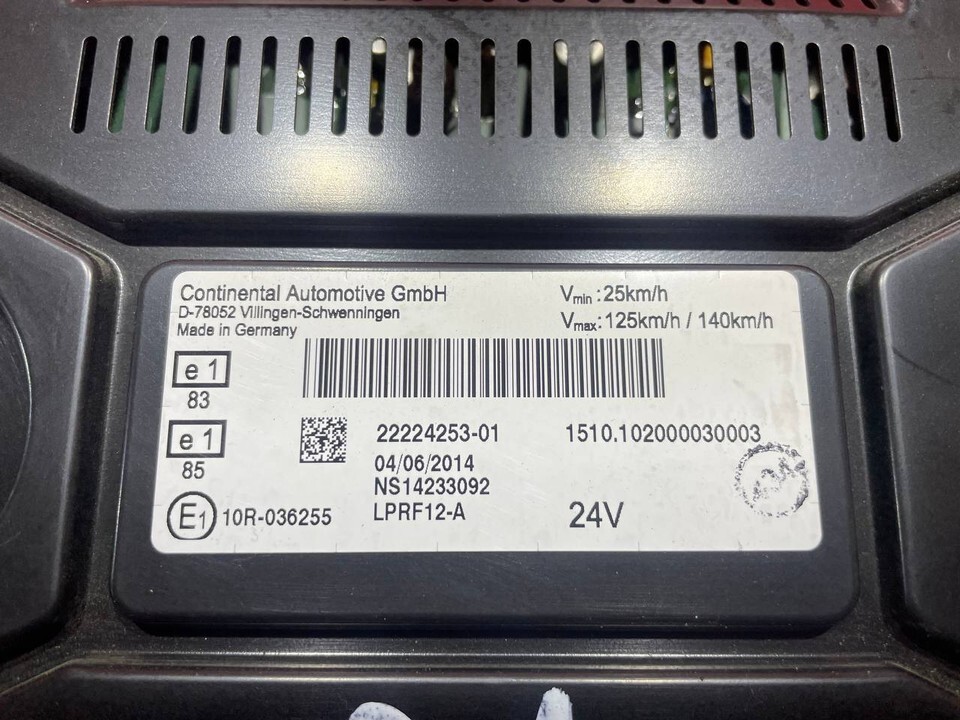 Continental Automotive GmbH
D-78052 Villingen-Schwenningen
Made in Germany
Vmin :25km/h
Vmax:125km/h / 140km/h
e 1
83
e 1
85
E1 10R-036255
22224253-01
04/06/2014
NS14233092
LPRF12-A
1510.102000030003
24V